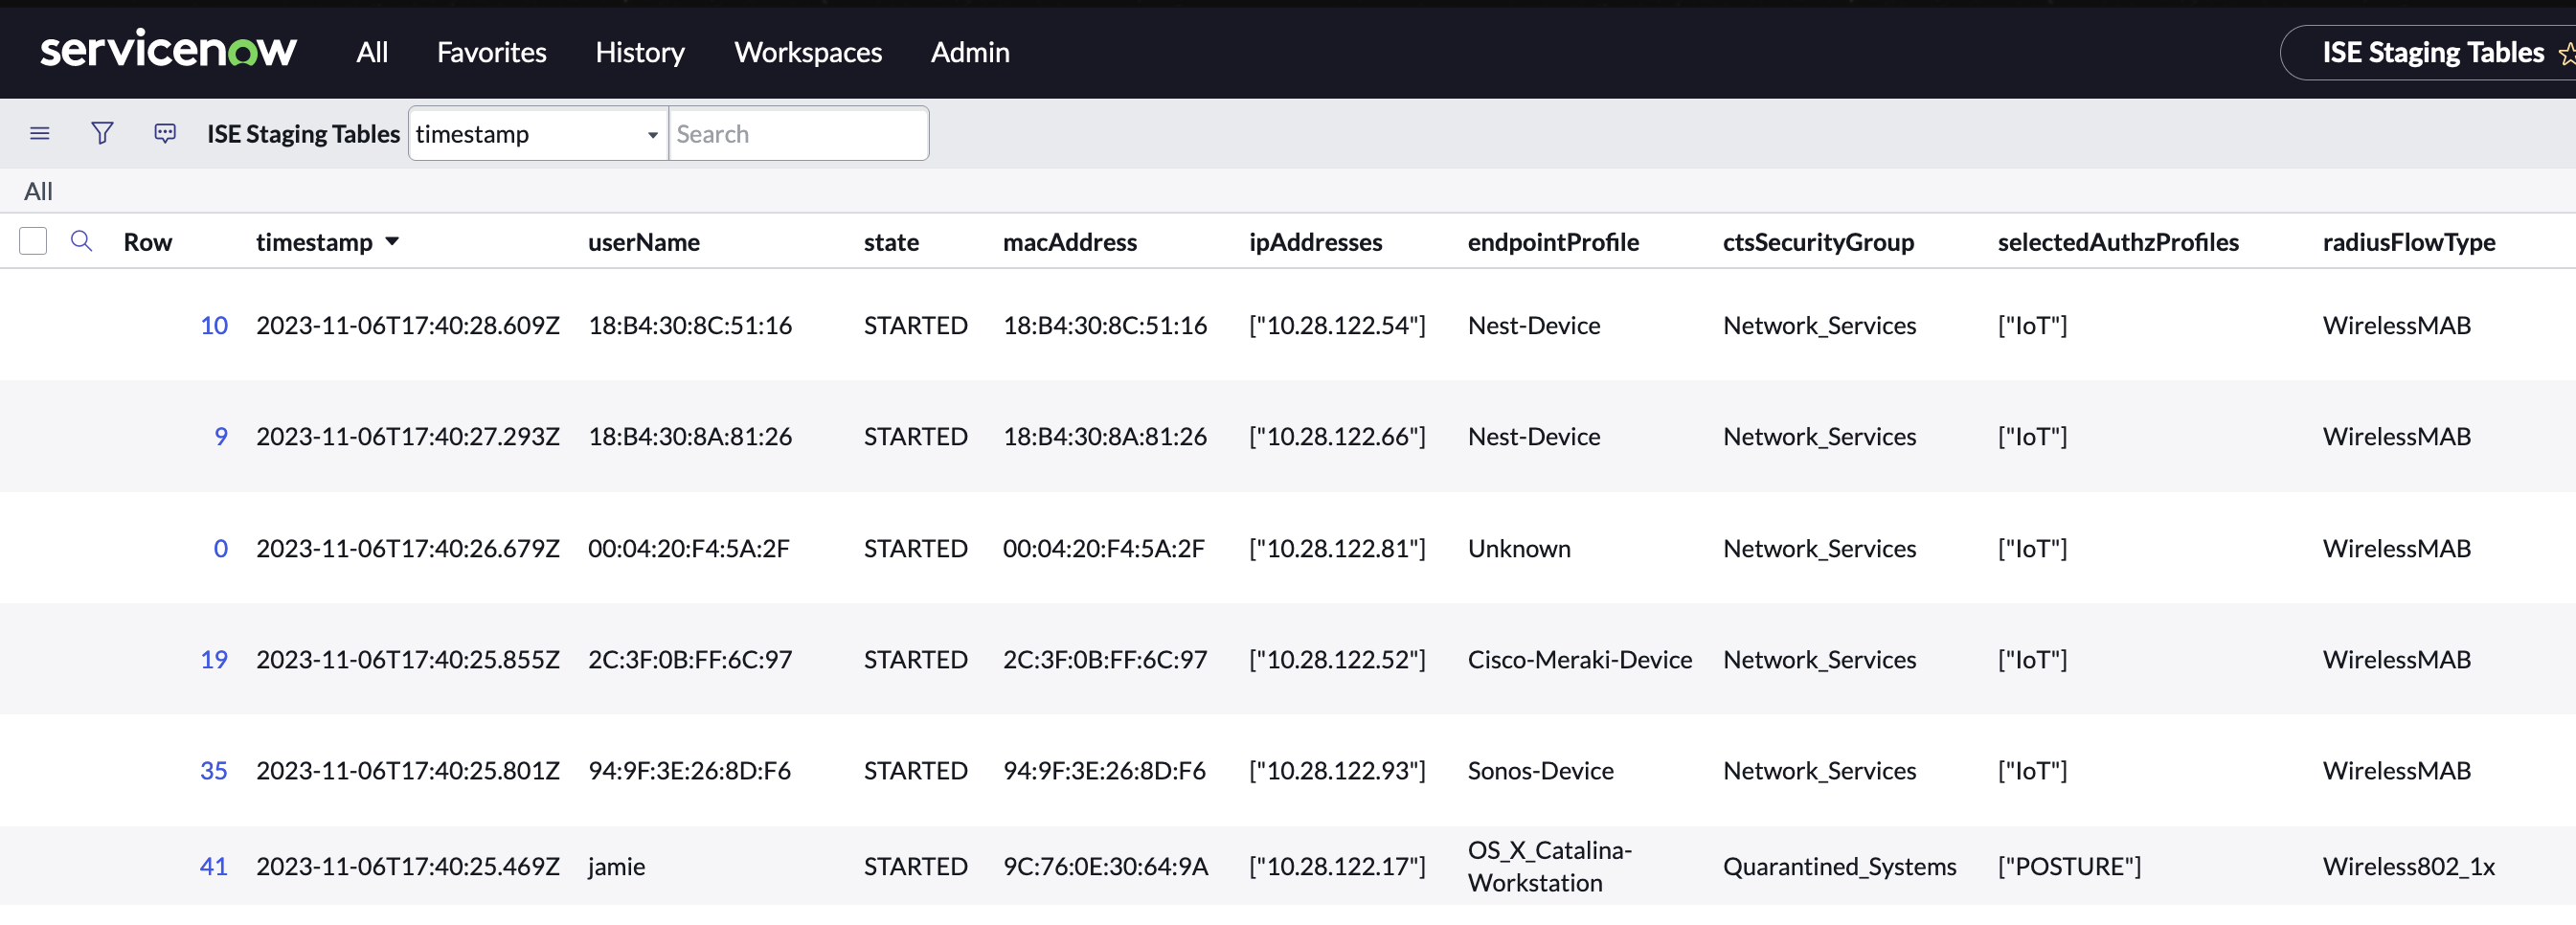 servicenow All Favorites History Workspaces Admin ISE Staging Tables
ISE Staging Tables timestamp Search
All
Row timestamp userName state macAddress ipAddresses endpointProfile ctsSecurityGroup selectedAuthzProfiles radiusFlowType
10 2023-11-06T17:40:28.609Z 18:B4:30:8C:51:16 STARTED 18:B4:30:8C:51:16 ["10.28.122.54"] Nest-Device Network_Services ["IoT"] WirelessMAB
9 2023-11-06T17:40:27.293Z 18:B4:30:8A:81:26 STARTED 18:B4:30:8A:81:26 ["10.28.122.66"] Nest-Device Network_Services ["IoT"] WirelessMAB
0 2023-11-06T17:40:26.679Z 00:04:20:F4:5A:2F STARTED 00:04:20:F4:5A:2F ["10.28.122.81"] Unknown Network_Services ["IoT"] WirelessMAB
19 2023-11-06T17:40:25.855Z 2C:3F:0B:FF:6C:97 STARTED 2C:3F:0B:FF:6C:97 ["10.28.122.52"] Cisco-Meraki-Device Network_Services ["IoT"] WirelessMAB
35 2023-11-06T17:40:25.801Z 94:9F:3E:26:8D:F6 STARTED 94:9F:3E:26:8D:F6 ["10.28.122.93"] Sonos-Device Network_Services ["IoT"] WirelessMAB
41 2023-11-06T17:40:25.469Z jamie STARTED 9C:76:0E:30:64:9A ["10.28.122.17"] OS_X_Catalina-
Workstation Quarantined_Systems ["POSTURE"] Wireless802_1x